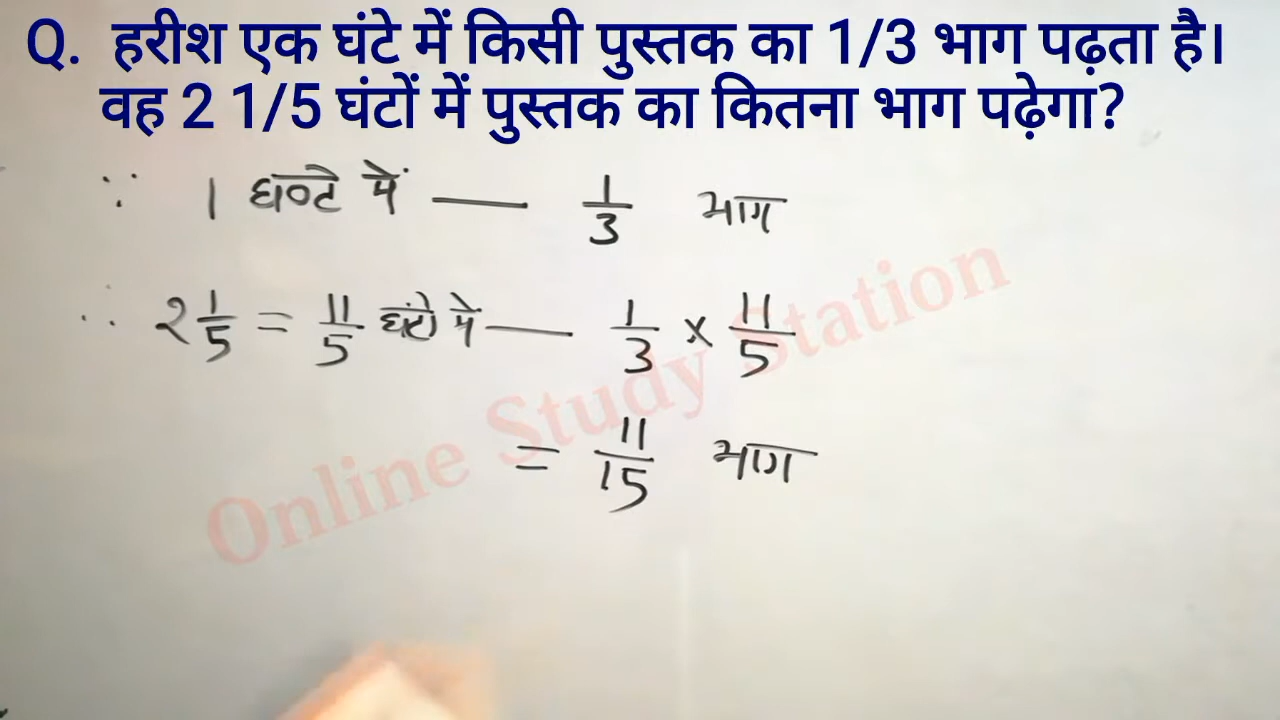 Q. हरीश एक घंटे में किसी पुस्तक का 1/3 भाग पढ़ता है।
वह 2 1/5 घंटों में पुस्तक का कितना भाग पढ़ेगा?
∵ 1 घण्टे में — 1/3 भाग
∴ 2 1/5 = 11/5 घंटों में — 1/3 × 11/5
= 11/15 भाग
Online Study Station